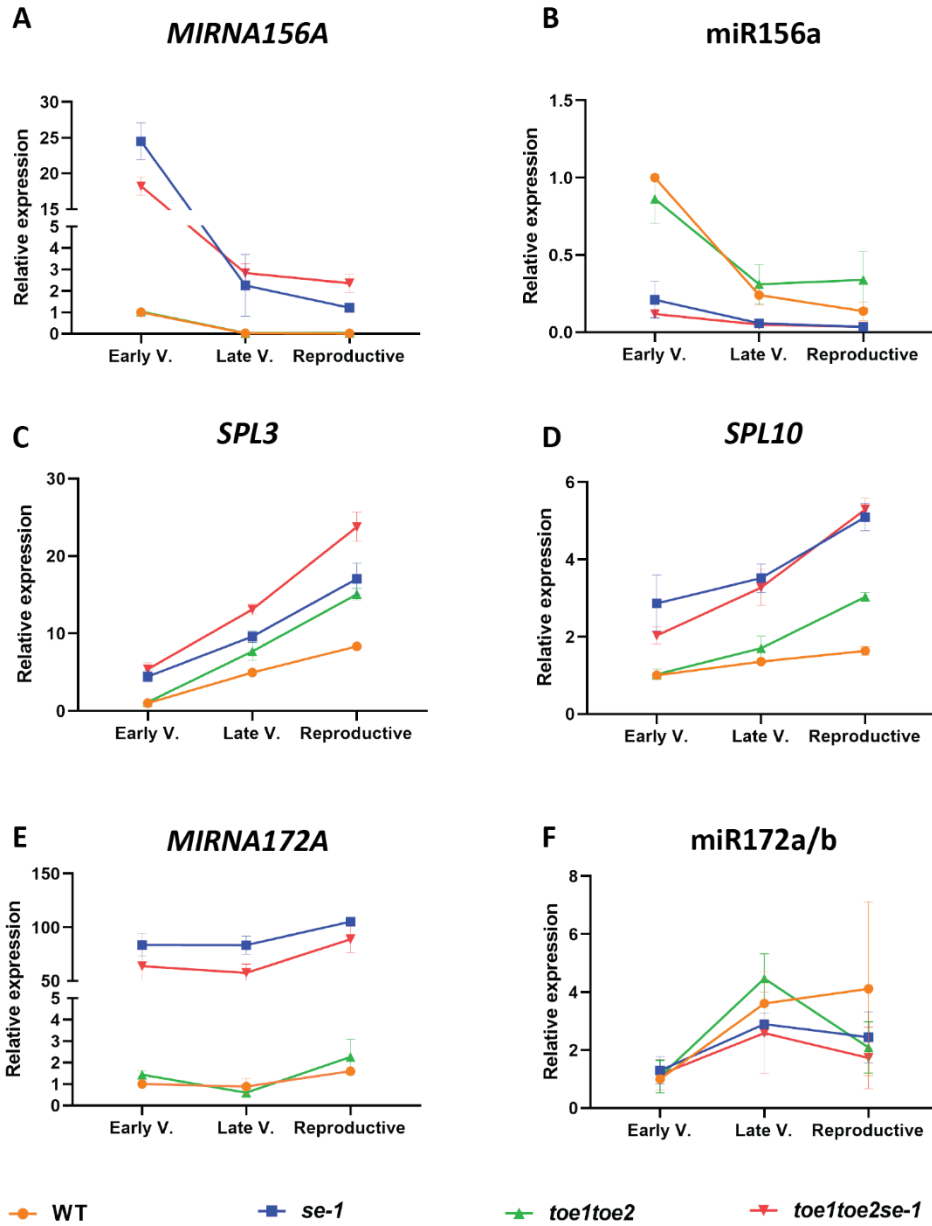 A
MIRNA156A
Relative expression
30
25
20
15
5
4
3
2
1
0
Early V. Late V. Reproductive
B
miR156a
Relative expression
1.5
1.0
0.5
0.0
Early V. Late V. Reproductive
C
SPL3
Relative expression
30
20
10
0
Early V. Late V. Reproductive
D
SPL10
Relative expression
6
4
2
0
Early V. Late V. Reproductive
E
MIRNA172A
Relative expression
150
100
50
5
4
3
2
1
0
Early V. Late V. Reproductive
F
miR172a/b
Relative expression
8
6
4
2
0
Early V. Late V. Reproductive
WT se-1 toe1toe2 toe1toe2se-1